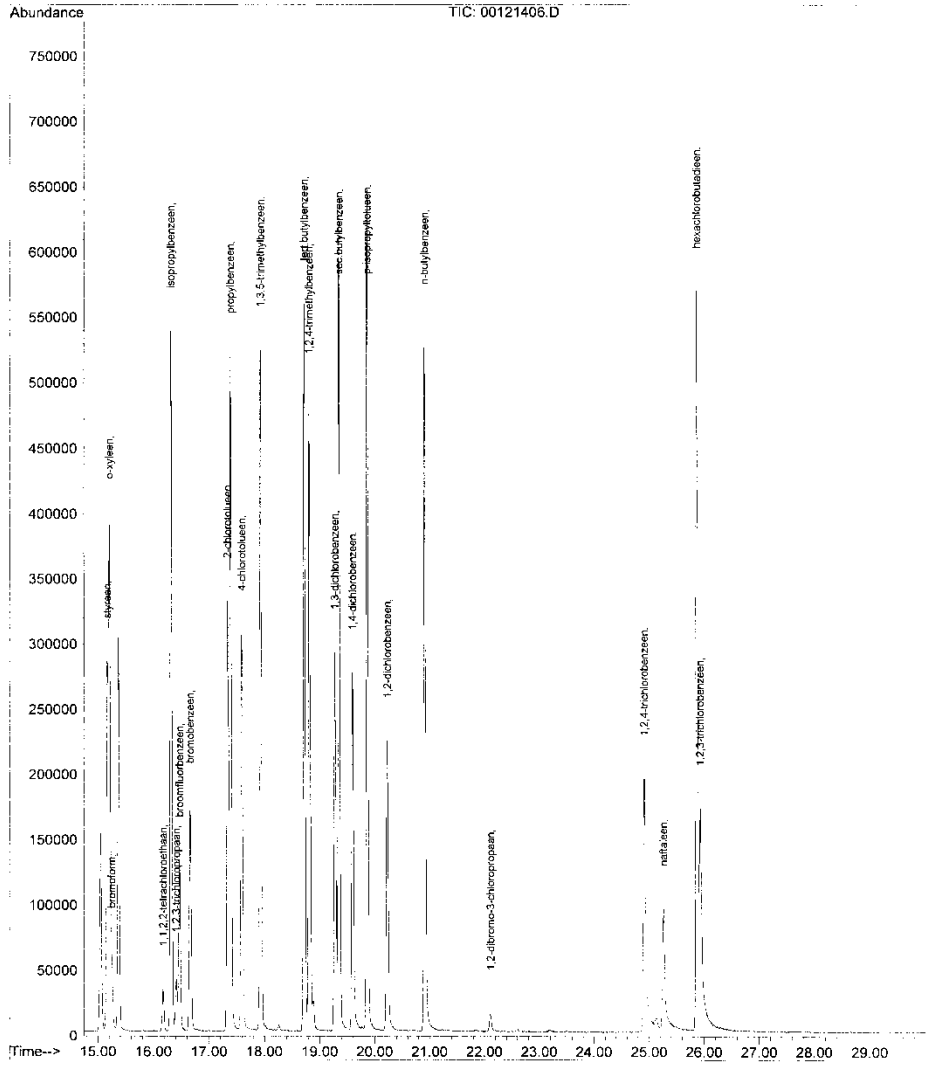 Abundance
TIC: 00121406.D
750000
700000
650000
600000
550000
500000
450000
400000
350000
300000
250000
200000
150000
100000
50000
0
o-xyleen,
styreen,
bromoform,
1,1,2,2-tetrachloroethaan,
isopropylbenzeen,
1,2,3-trichloropropaan,
broomfluorbenzeen,
bromobenzeen,
2-chlorotolueen,
propylbenzeen,
4-chlorotolueen,
1,3,5-trimethylbenzeen,
tert.butylbenzeen,
1,2,4-trimethylbenzeen,
1,3-dichlorobenzeen,
sec.butylbenzeen,
1,4-dichlorobenzeen,
p-isopropyltolueen,
1,2-dichlorobenzeen,
n-butylbenzeen,
1,2-dibromo-3-chloropropaan,
1,2,4-trichlorobenzeen,
naftaleen,
hexachlorobutadieen,
1,2,3-trichlorobenzeen,
Time--> 15.00 16.00 17.00 18.00 19.00 20.00 21.00 22.00 23.00 24.00 25.00 26.00 27.00 28.00 29.00